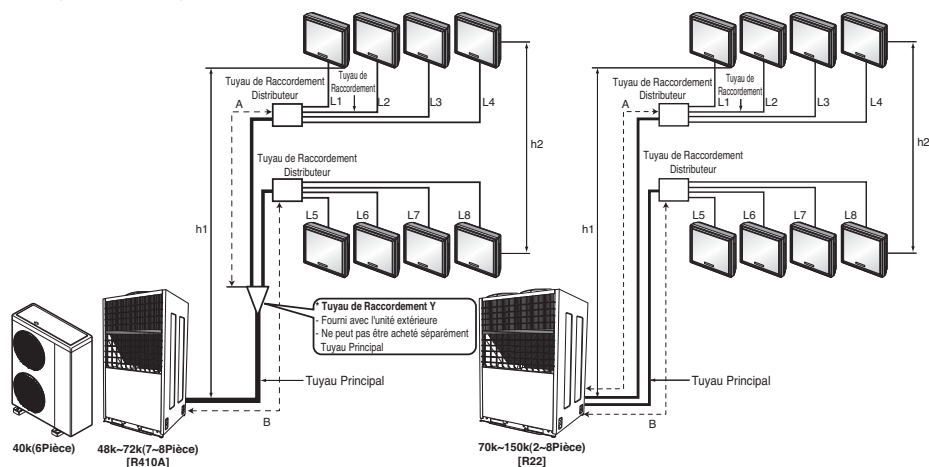 Tuyau de Raccordement
Distributeur
Tuyau de
Raccordement
A
L1
L2
L3
L4
h2
h1
Tuyau de Raccordement
Distributeur
L5
L6
L7
L8
* Tuyau de Raccordement Y
- Fourni avec l'unité extérieure
- Ne peut pas être acheté séparément
Tuyau Principal
Tuyau Principal
B
40k(6Pièce)
48k~72k(7~8Pièce)
[R410A]
Tuyau de Raccordement
Distributeur
Tuyau de
Raccordement
A
L1
L2
L3
L4
h2
h1
Tuyau de Raccordement
Distributeur
L5
L6
L7
L8
Tuyau Principal
B
70k~150k(2~8Pièce)
[R22]